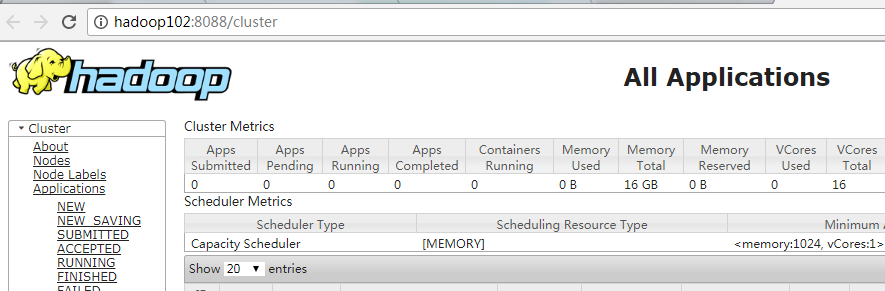 hadoop102:8088/cluster
hadoop
All Applications
Cluster
About
Nodes
Node Labels
Applications
NEW
NEW_SAVING
SUBMITTED
ACCEPTED
RUNNING
FINISHED
FAILED
Cluster Metrics
Apps Submitted Apps Pending Apps Running Apps Completed Containers Running Memory Used Memory Total Memory Reserved VCores Used VCores Total
0 0 0 0 0 0 B 16 GB 0 B 0 16
Scheduler Metrics
Scheduler Type Scheduling Resource Type Minimum
Capacity Scheduler [MEMORY] <memory:1024, vCores:1>
Show 20 entries